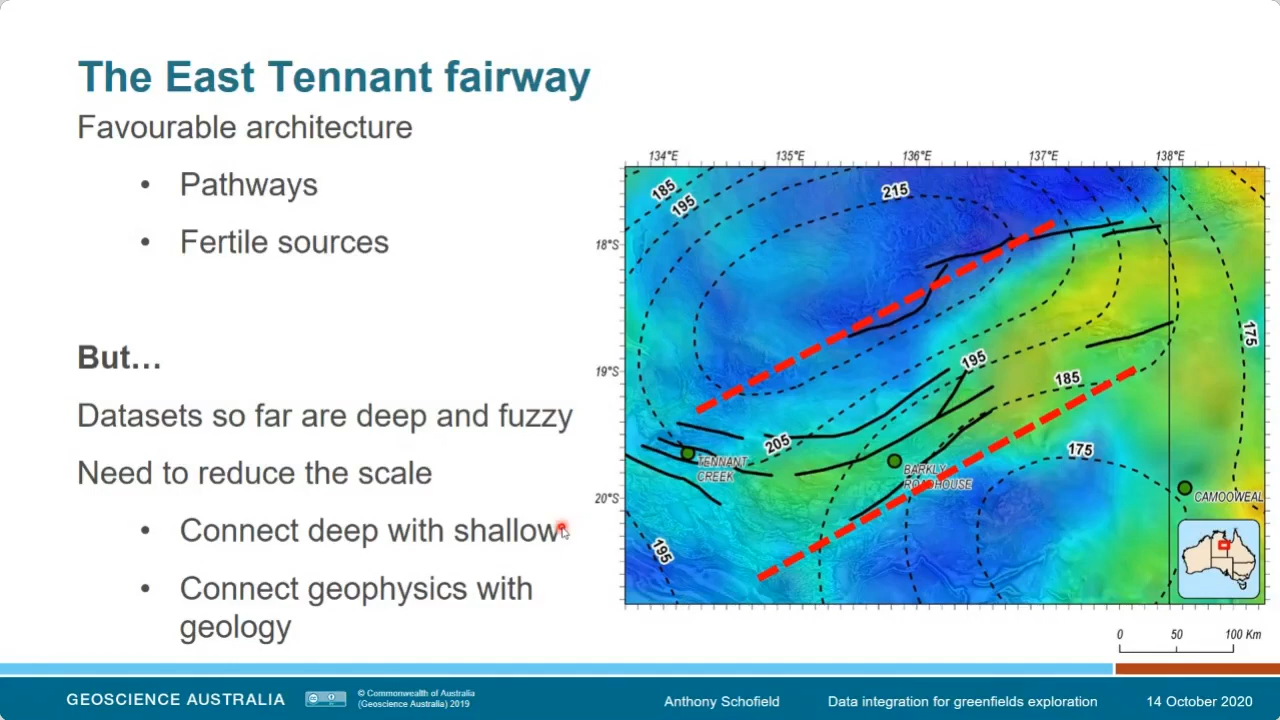 The East Tennant fairway
Favourable architecture
• Pathways
• Fertile sources
But…
Datasets so far are deep and fuzzy
Need to reduce the scale
• Connect deep with shallow
• Connect geophysics with
geology
134°E 135°E 136°E 137°E 138°E
18°S
19°S
20°S
185
195
215
195
185
175
205
175
195
TENNANT
CREEK
BARKLY
ROADHOUSE
CAMOOWEAL
0 50 100 Km
GEOSCIENCE AUSTRALIA
© Commonwealth of Australia
(Geoscience Australia) 2019
Anthony Schofield
Data integration for greenfields exploration
14 October 2020